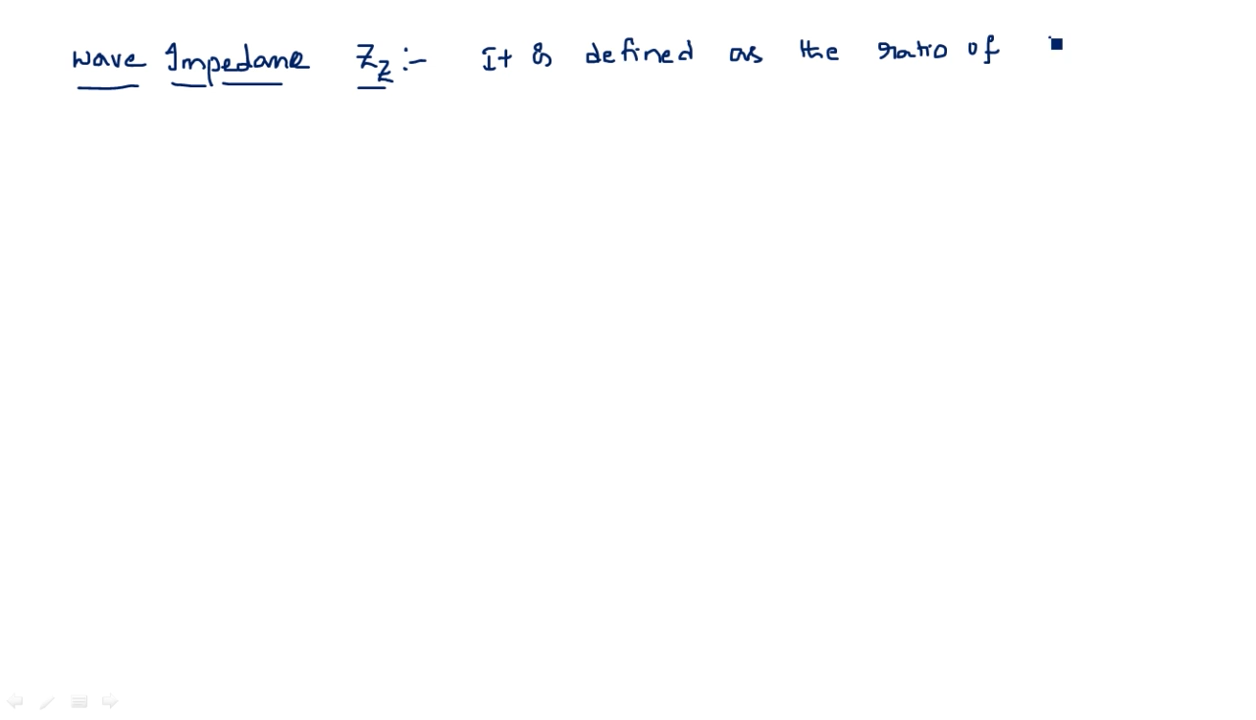 Wave Impedance Zz :- It is defined as the ratio of